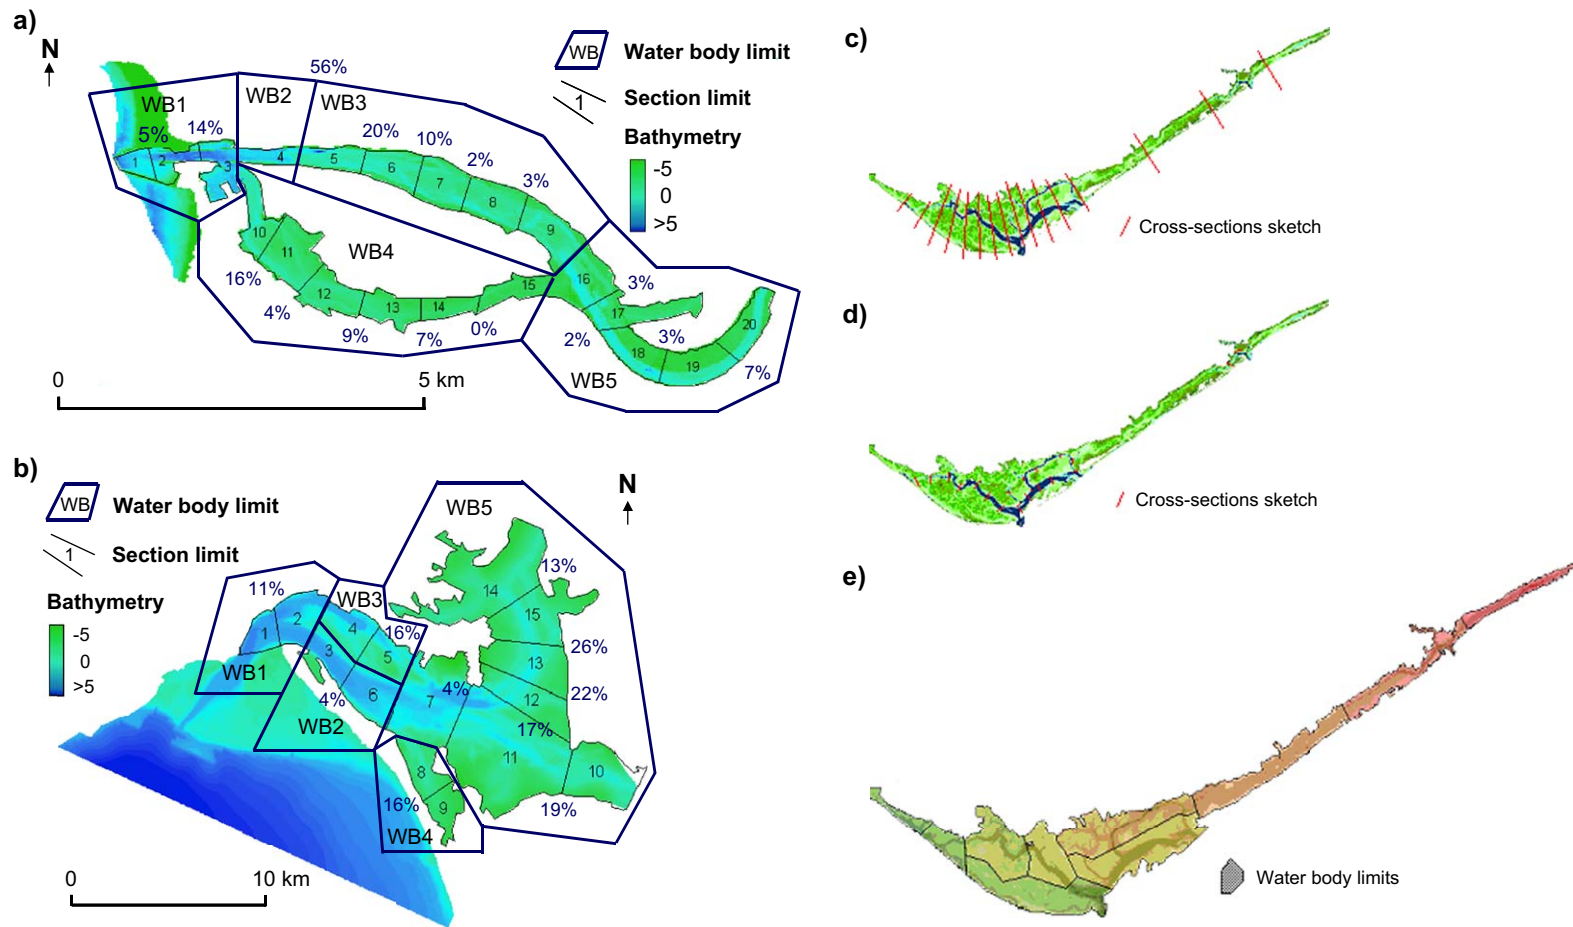 a)
N
WB1
5%
14%
1
2
3
WB2
56%
WB3
4
5
6
7
8
9
20%
10%
2%
3%
WB
Water body limit
1
Section limit
Bathymetry
-5
0
>5
10
11
12
13
14
15
WB4
16%
4%
9%
7%
0%
16
17
18
19
20
3%
2%
3%
7%
WB5
0
5 km
b)
WB
Water body limit
1
Section limit
Bathymetry
-5
0
>5
N
WB5
11%
1
2
WB1
WB3
16%
4
5
3
6
4%
WB2
7
4%
8
9
16%
WB4
13%
14
15
26%
13
22%
12
17%
11
10
19%
0
10 km
c)
Cross-sections sketch
d)
Cross-sections sketch
e)
Water body limits